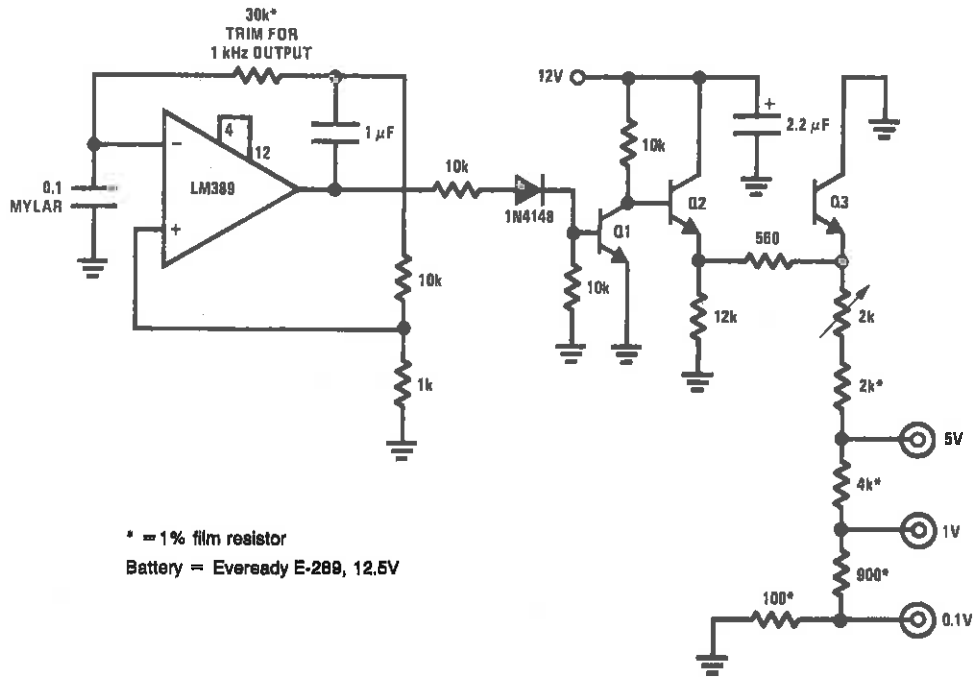 30k*
TRIM FOR
1 kHz OUTPUT
12V
4
12
-
LM389
+
0.1
MYLAR
1 µF
10k
1N4148
10k
10k
1k
10k
Q1
Q2
+
2.2 µF
Q3
560
12k
2k
2k*
5V
4k*
1V
900*
100*
0.1V
* = 1% film resistor
Battery = Eveready E-289, 12.5V